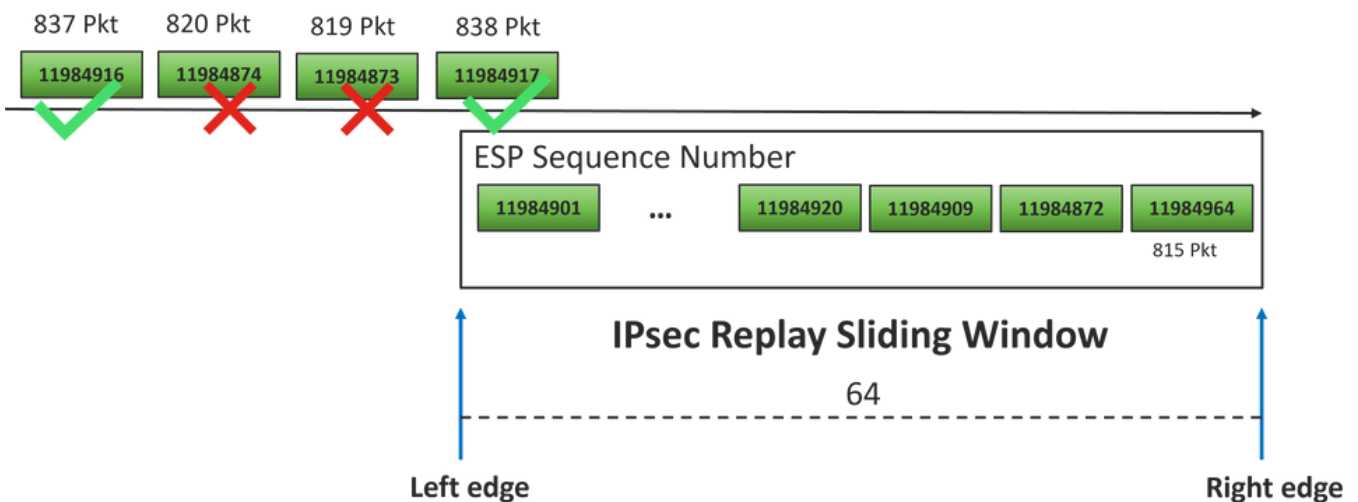 837 Pkt 820 Pkt 819 Pkt 838 Pkt
11984916 11984874 11984873 11984917
ESP Sequence Number
11984901 ... 11984920 11984909 11984872 11984964
815 Pkt
IPsec Replay Sliding Window
64
Left edge Right edge